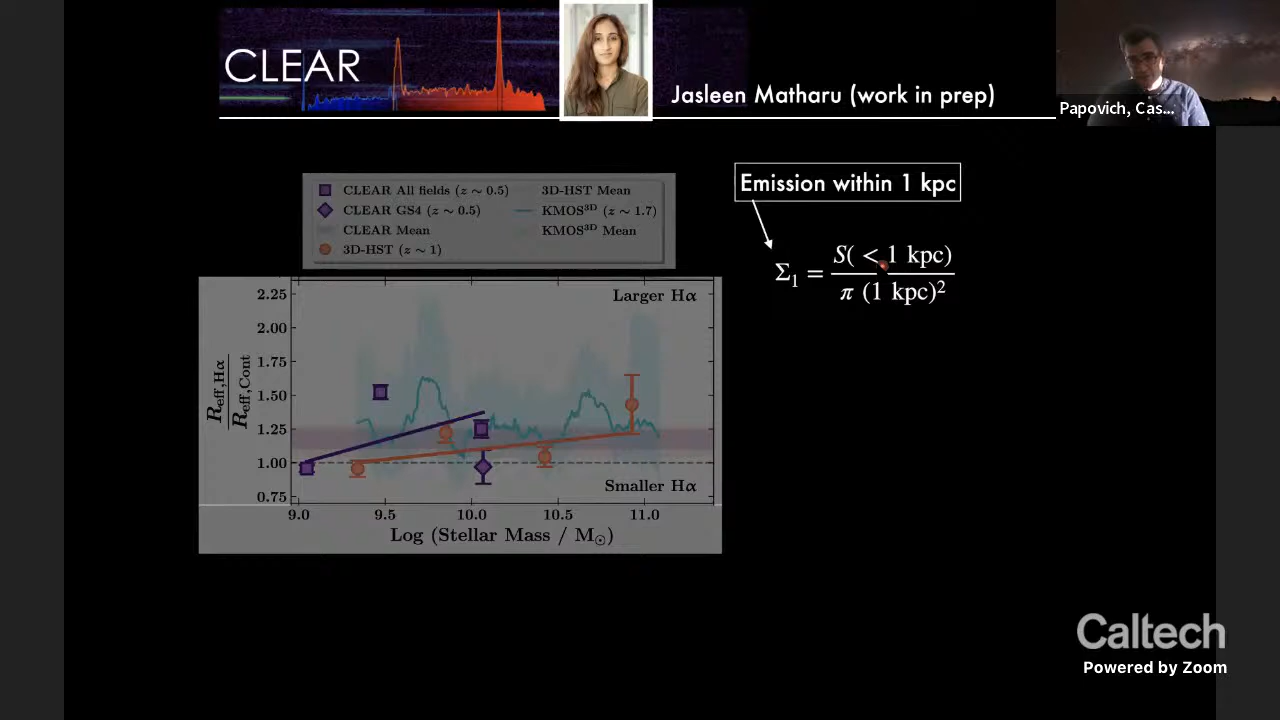 CLEAR
Jasleen Matharu (work in prep)
Papovich, Cas...
Emission within 1 kpc
Σ₁ = S( < 1 kpc) / π (1 kpc)²
CLEAR All fields (z ∼ 0.5)
CLEAR GS4 (z ∼ 0.5)
CLEAR Mean
3D-HST (z ∼ 1)
3D-HST Mean
KMOS³ᴰ (z ∼ 1.7)
KMOS³ᴰ Mean
Larger Hα
Smaller Hα
R_eff,Hα / R_eff,Cont
2.25
2.00
1.75
1.50
1.25
1.00
0.75
9.0 9.5 10.0 10.5 11.0
Log (Stellar Mass / M⊙)
Caltech
Powered by Zoom